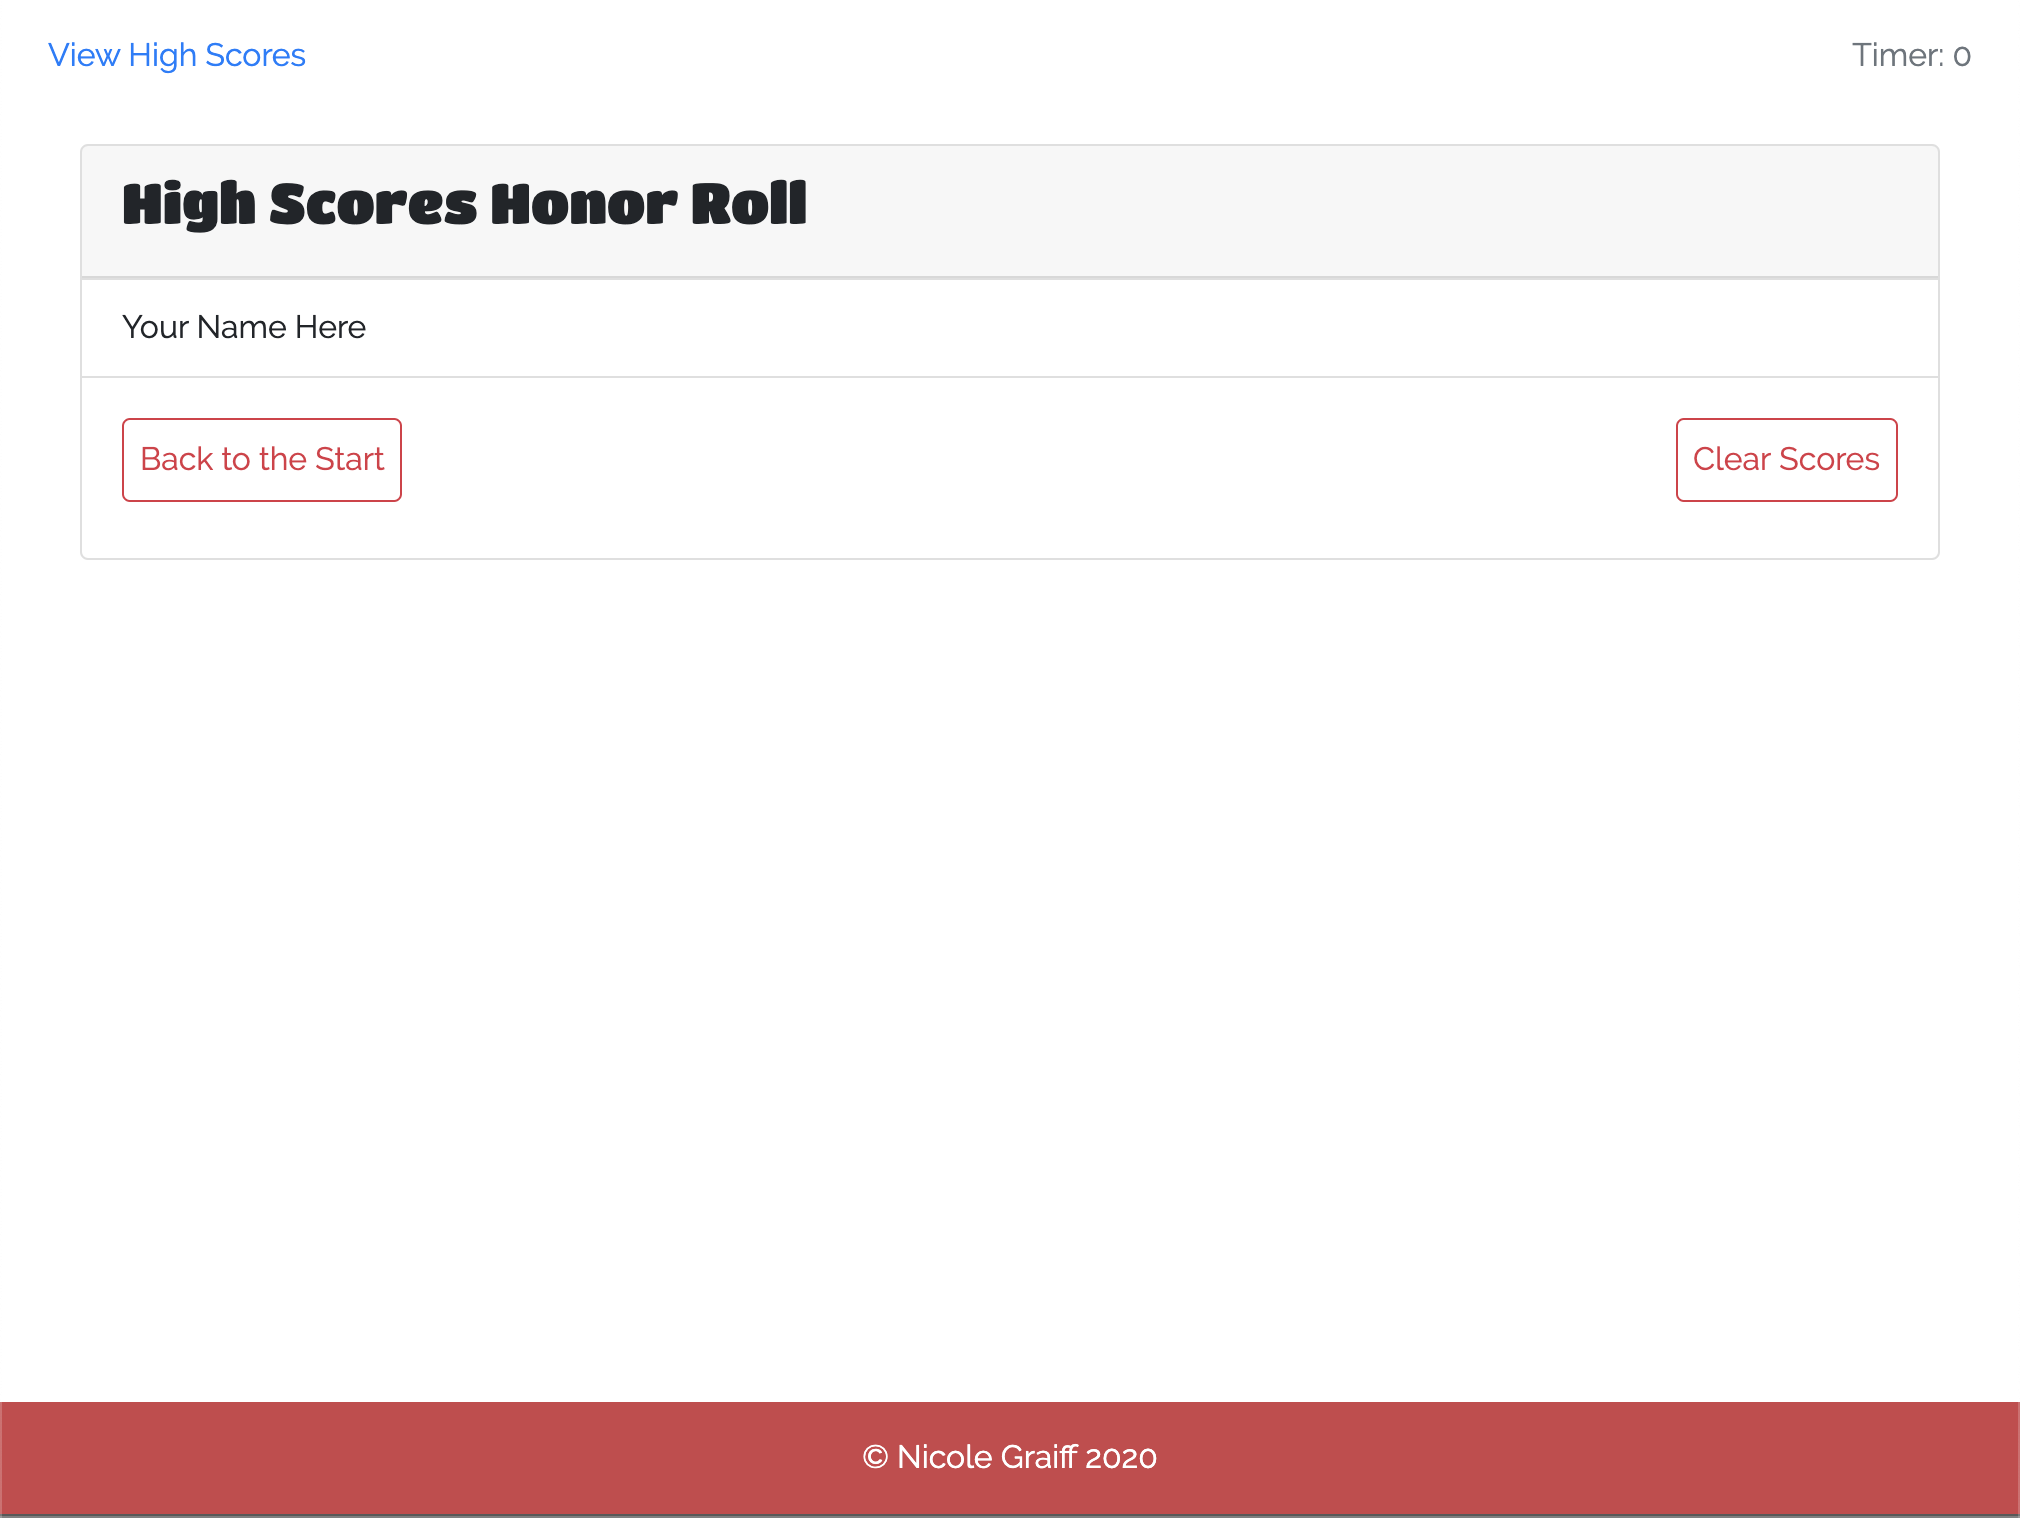 View High Scores
Timer: 0
High Scores Honor Roll
Your Name Here
Back to the Start
Clear Scores
© Nicole Graiff 2020